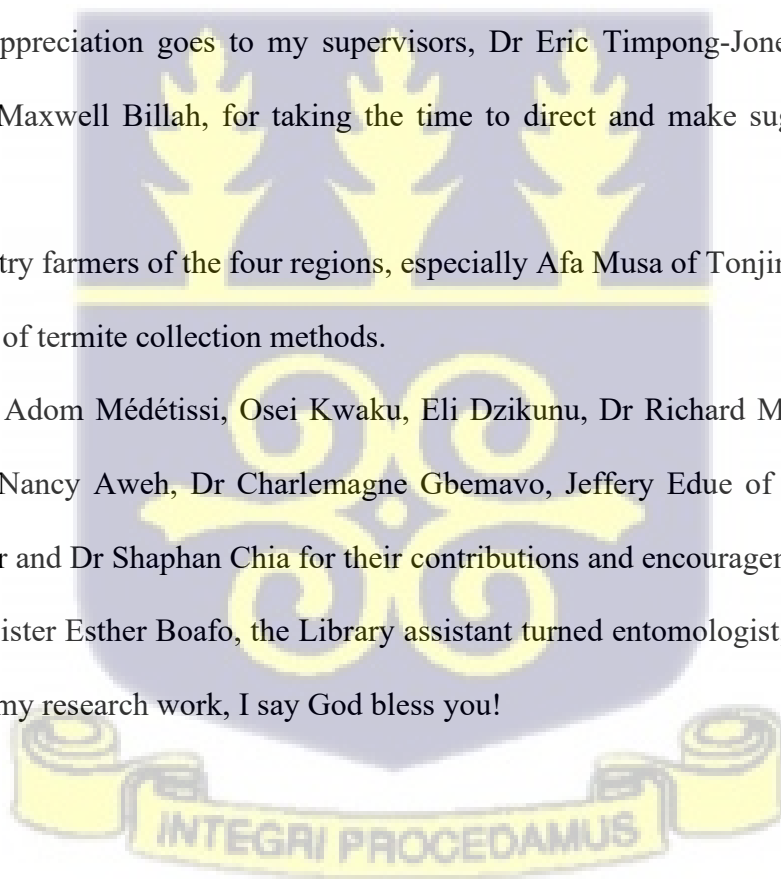 ppreciation goes to my supervisors, Dr Eric Timpong-Jone
Maxwell Billah, for taking the time to direct and make sug
try farmers of the four regions, especially Afa Musa of Tonjin
of termite collection methods.
Adom Médétissi, Osei Kwaku, Eli Dzikunu, Dr Richard M
Nancy Aweh, Dr Charlemagne Gbemavo, Jeffery Edue of
r and Dr Shaphan Chia for their contributions and encourager
ister Esther Boafo, the Library assistant turned entomologist
my research work, I say God bless you!
INTEGRI PROCEDAMUS